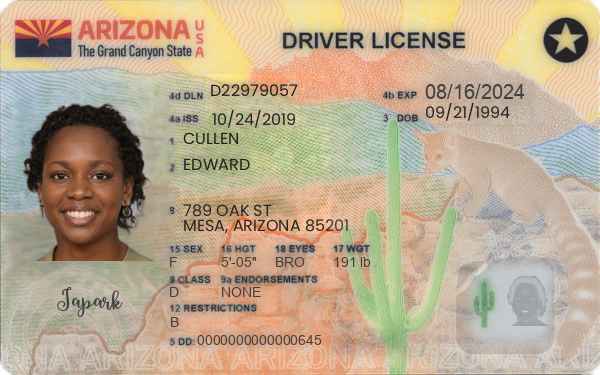 ARIZONA USA
The Grand Canyon State
DRIVER LICENSE
4d DLN D22979057
4b EXP 08/16/2024
4a ISS 10/24/2019
3 DOB 09/21/1994
1 CULLEN
2 EDWARD
8 789 OAK ST
MESA, ARIZONA 85201
15 SEX 16 HGT 18 EYES 17 WGT
F 5'-05" BRO 191 lb
9 CLASS 9a ENDORSEMENTS
D NONE
12 RESTRICTIONS
B
5 DD: 0000000000000645
Japark
ARIZONA ARIZONA ARIZONA ARIZONA